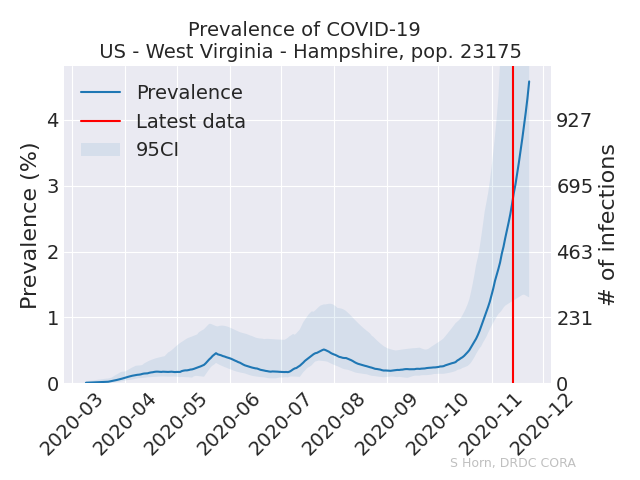 Prevalence of COVID-19
US - West Virginia - Hampshire, pop. 23175
Prevalence
Latest data
95CI
Prevalence (%)
4
3
2
1
0
927
695
463
231
0
# of infections
2020-03
2020-04
2020-05
2020-06
2020-07
2020-08
2020-09
2020-10
2020-11
2020-12
S Horn, DRDC CORA